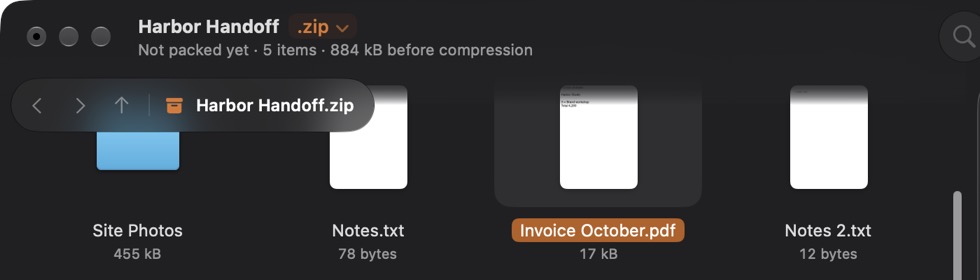 Harbor Handoff .zip
Not packed yet · 5 items · 884 kB before compression
Harbor Handoff.zip
Site Photos
455 kB
Notes.txt
78 bytes
Invoice October.pdf
17 kB
Notes 2.txt
12 bytes